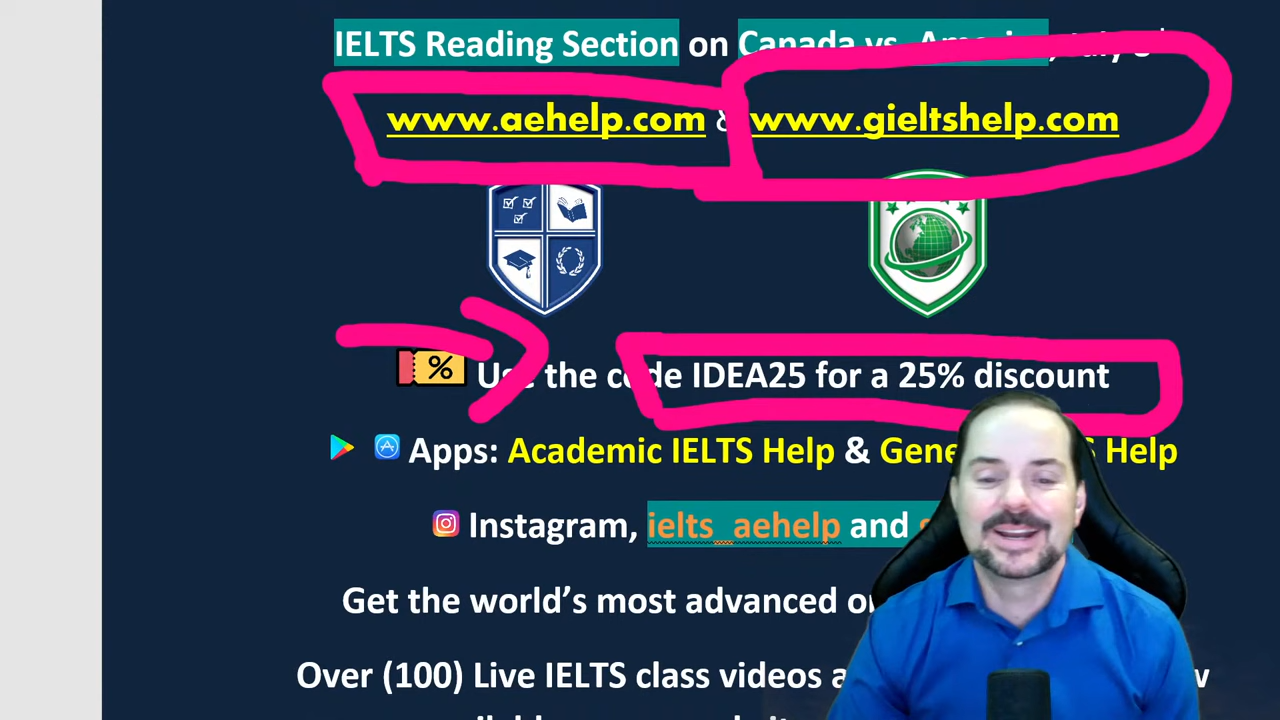 IELTS Reading Section on Canada vs.
www.aehelp.com & www.gieltshelp.com
% Use the code IDEA25 for a 25% discount
Apps: Academic IELTS Help & Help
Instagram, ielts_aehelp and
Get the world’s most advanced
Over (100) Live IELTS class videos